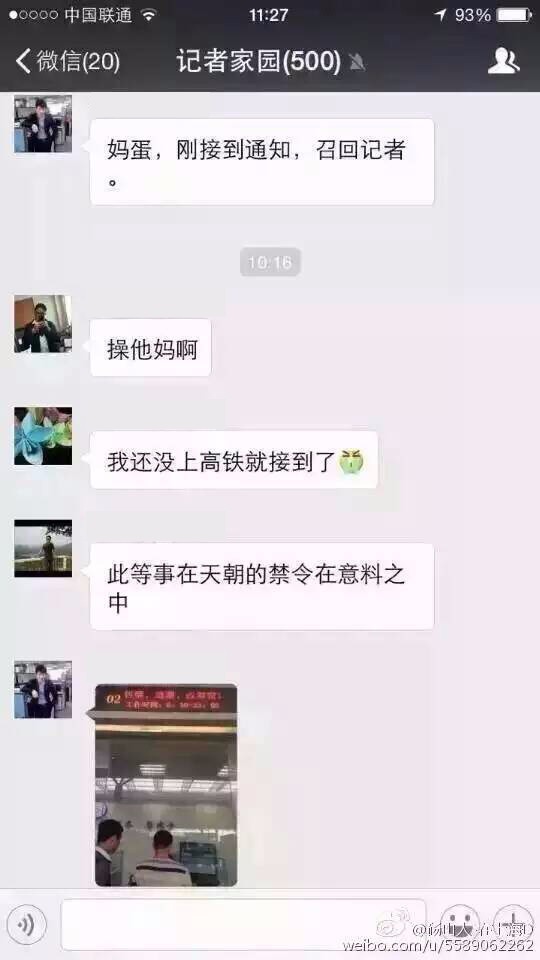 中国联通
11:27
93%
微信(20)
记者家园(500)
妈蛋，刚接到通知，召回记者
。
10:16
操他妈啊
我还没上高铁就接到了
此等事在天朝的禁令在意料之
中
02
weibo.com/u/5589062262